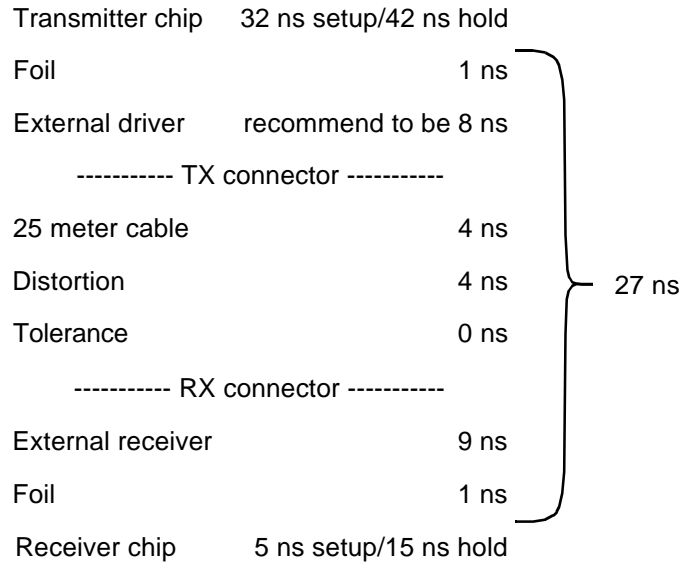 Transmitter chip 32 ns setup/42 ns hold
Foil 1 ns
External driver recommend to be 8 ns
----------- TX connector -----------
25 meter cable 4 ns
Distortion 4 ns
27 ns
Tolerance 0 ns
----------- RX connector -----------
External receiver 9 ns
Foil 1 ns
Receiver chip 5 ns setup/15 ns hold